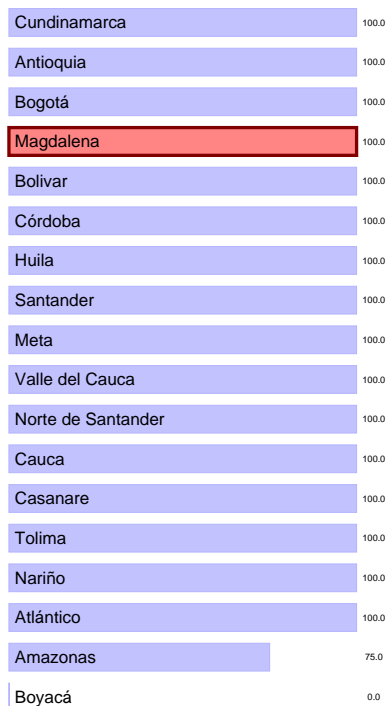 Cundinamarca 100.0
Antioquia 100.0
Bogotá 100.0
Magdalena 100.0
Bolivar 100.0
Córdoba 100.0
Huila 100.0
Santander 100.0
Meta 100.0
Valle del Cauca 100.0
Norte de Santander 100.0
Cauca 100.0
Casanare 100.0
Tolima 100.0
Nariño 100.0
Atlántico 100.0
Amazonas 75.0
Boyacá 0.0